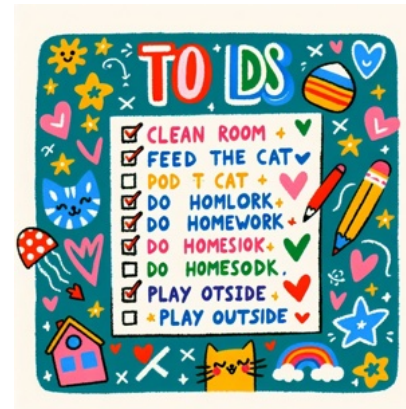 TO LDS
CLEAN ROOM
FEED THE CAT
POD T CAT
DO HOMLORK
DO HOMEWORK
DO HOMESIOK
DO HOMESODK.
PLAY OTSIDE
PLAY OUTSIDE